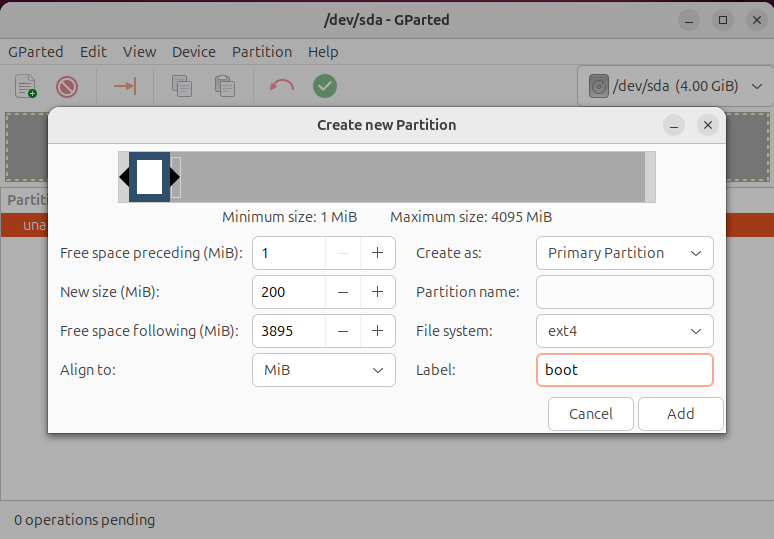 /dev/sda - GParted
GParted Edit View Device Partition Help
/dev/sda (4.00 GiB)
Create new Partition
Minimum size: 1 MiB Maximum size: 4095 MiB
Free space preceding (MiB): 1 Create as: Primary Partition
New size (MiB): 200 Partition name:
Free space following (MiB): 3895 File system: ext4
Align to: MiB Label: boot
Cancel Add
Partiti
una
0 operations pending